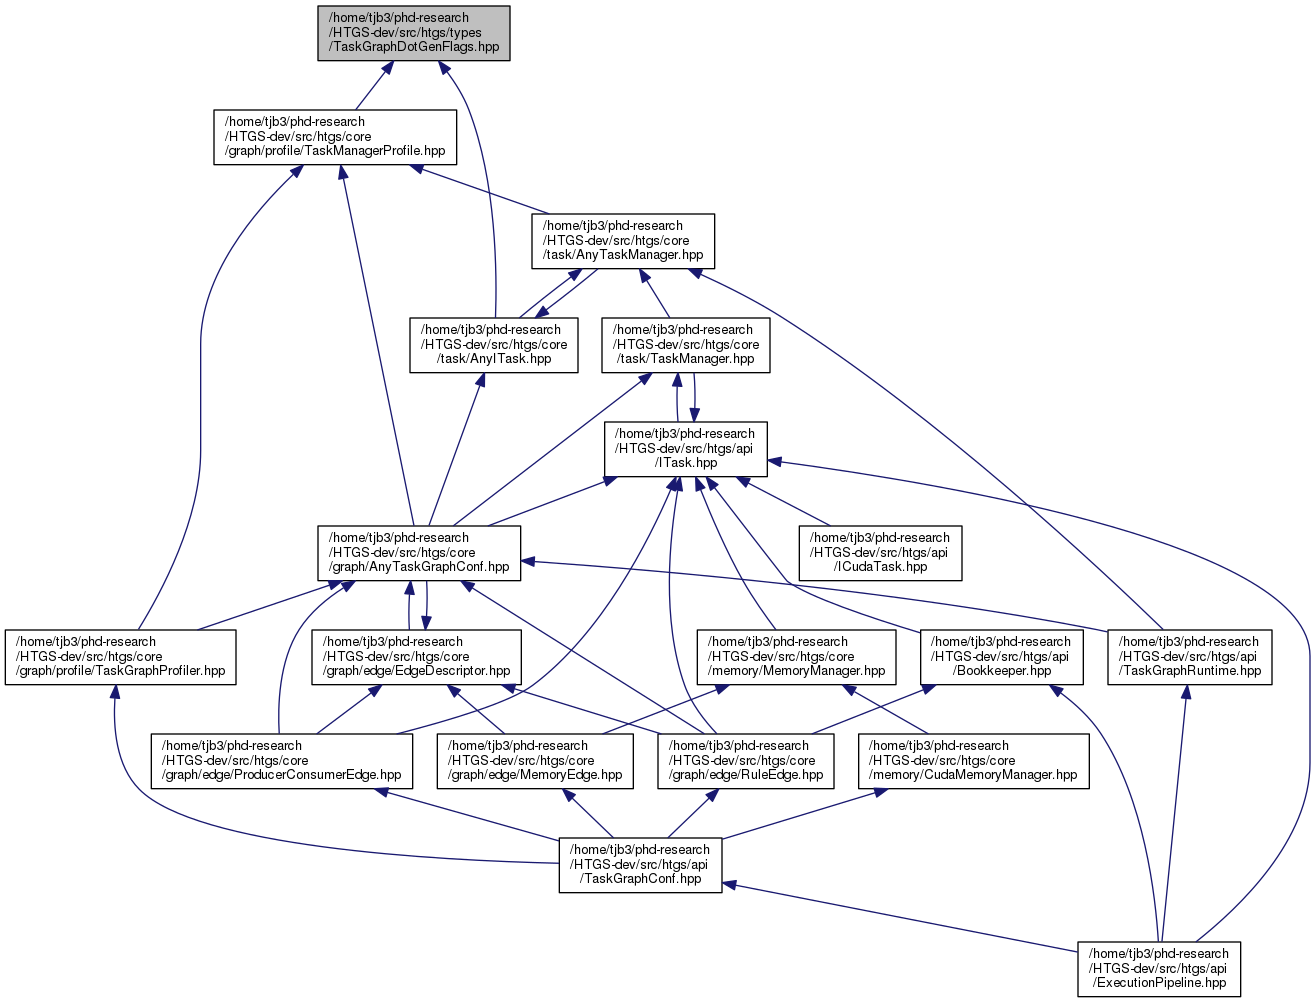 /home/tjb3/phd-research
/HTGS-dev/src/htgs/types
/TaskGraphDotGenFlags.hpp
/home/tjb3/phd-research
/HTGS-dev/src/htgs/core
/graph/profile/TaskManagerProfile.hpp
/home/tjb3/phd-research
/HTGS-dev/src/htgs/core
/task/AnyTaskManager.hpp
/home/tjb3/phd-research
/HTGS-dev/src/htgs/core
/task/AnyITask.hpp
/home/tjb3/phd-research
/HTGS-dev/src/htgs/core
/task/TaskManager.hpp
/home/tjb3/phd-research
/HTGS-dev/src/htgs/api
/ITask.hpp
/home/tjb3/phd-research
/HTGS-dev/src/htgs/core
/graph/AnyTaskGraphConf.hpp
/home/tjb3/phd-research
/HTGS-dev/src/htgs/api
/ICudaTask.hpp
/home/tjb3/phd-research
/HTGS-dev/src/htgs/core
/graph/profile/TaskGraphProfiler.hpp
/home/tjb3/phd-research
/HTGS-dev/src/htgs/core
/graph/edge/EdgeDescriptor.hpp
/home/tjb3/phd-research
/HTGS-dev/src/htgs/core
/memory/MemoryManager.hpp
/home/tjb3/phd-research
/HTGS-dev/src/htgs/api
/Bookkeeper.hpp
/home/tjb3/phd-research
/HTGS-dev/src/htgs/api
/TaskGraphRuntime.hpp
/home/tjb3/phd-research
/HTGS-dev/src/htgs/core
/graph/edge/ProducerConsumerEdge.hpp
/home/tjb3/phd-research
/HTGS-dev/src/htgs/core
/graph/edge/MemoryEdge.hpp
/home/tjb3/phd-research
/HTGS-dev/src/htgs/core
/graph/edge/RuleEdge.hpp
/home/tjb3/phd-research
/HTGS-dev/src/htgs/core
/memory/CudaMemoryManager.hpp
/home/tjb3/phd-research
/HTGS-dev/src/htgs/api
/TaskGraphConf.hpp
/home/tjb3/phd-research
/HTGS-dev/src/htgs/api
/ExecutionPipeline.hpp